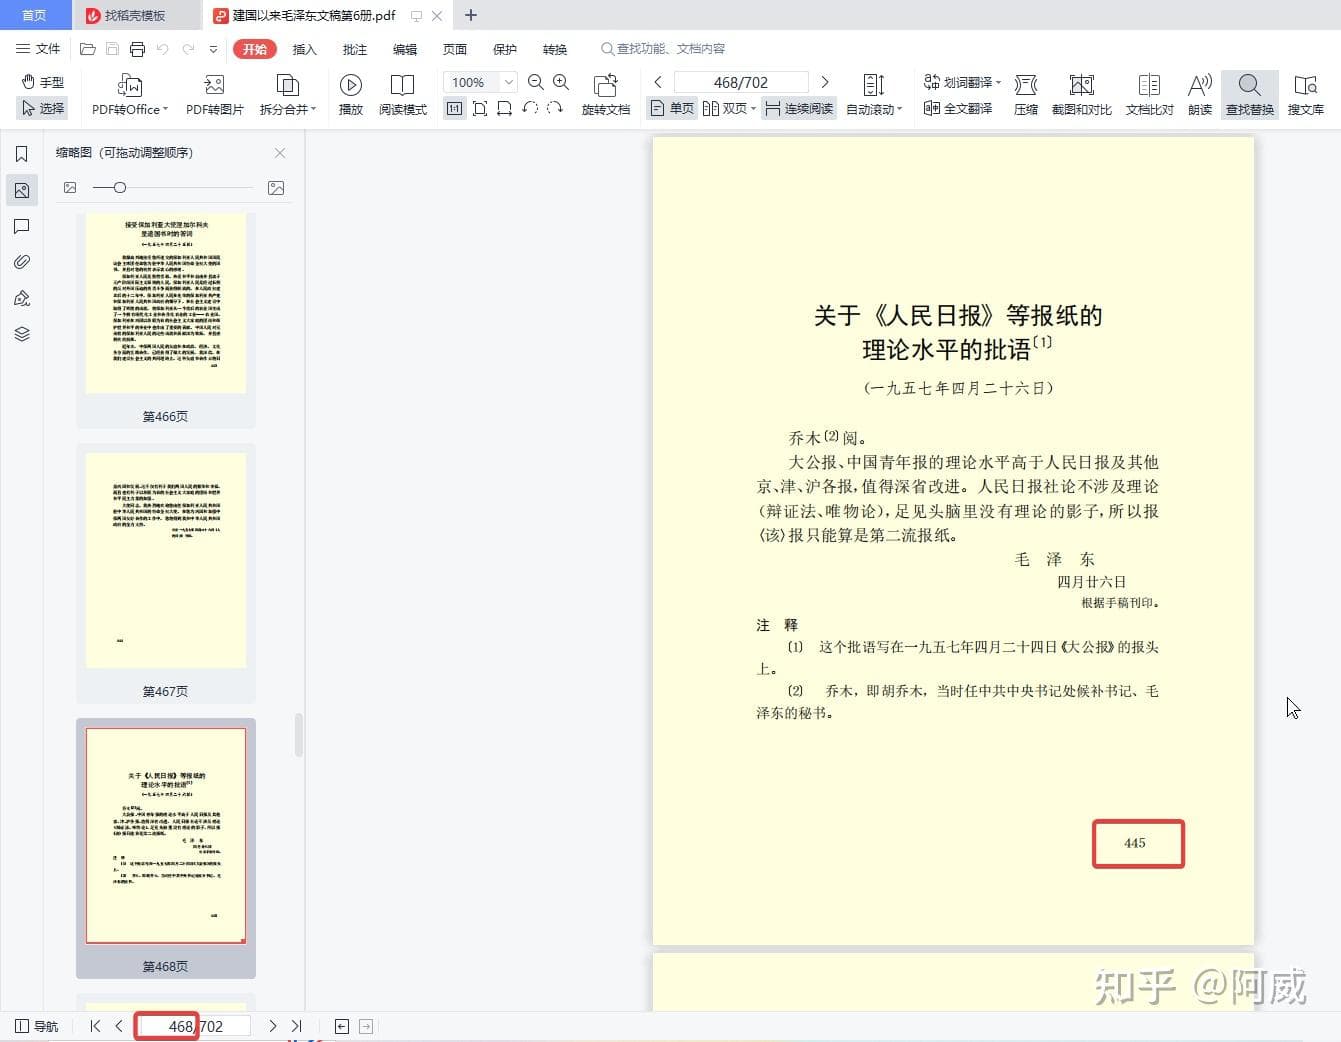 首页
找稻壳模板
建国以来毛泽东文稿第6册.pdf
文件
开始
插入
批注
编辑
页面
保护
转换
查找功能、文档内容
手型
选择
PDF转Office
PDF转图片
拆分合并
播放
阅读模式
100%
旋转文档
468/702
单页
双页
连续阅读
自动滚动
划词翻译
全文翻译
压缩
截图和对比
文档比对
朗读
查找替换
搜文库
缩略图（可拖动调整顺序）
第466页
第467页
关于《人民日报》等报纸的
理论水平的批语[1]
(一九五七年四月二十六日)
第468页
关于《人民日报》等报纸的
理论水平的批语〔1〕
（一九五七年四月二十六日）
乔木〔2〕阅。
大公报、中国青年报的理论水平高于人民日报及其他
京、津、沪各报，值得深省改进。人民日报社论不涉及理论
（辩证法、唯物论），足见头脑里没有理论的影子，所以报
〈该〉报只能算是第二流报纸。
毛 泽 东
四月廿六日
根据手稿刊印。
注 释
〔1〕 这个批语写在一九五七年四月二十四日《大公报》的报头
上。
〔2〕 乔木，即胡乔木，当时任中共中央书记处候补书记、毛
泽东的秘书。
445
知乎 @阿威
导航
468/702